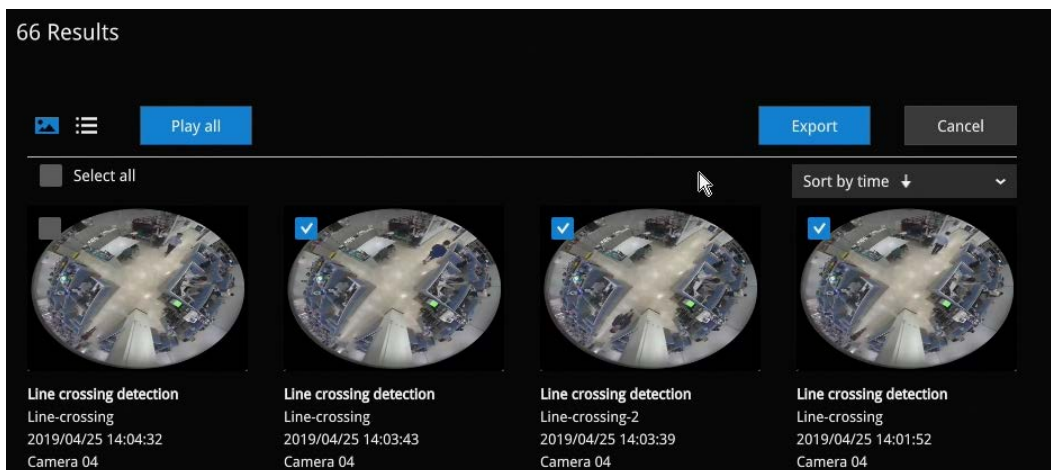 66 Results
Play all
Export
Cancel
Select all
Sort by time
Line crossing detection
Line-crossing
2019/04/25 14:04:32
Camera 04
Line crossing detection
Line-crossing
2019/04/25 14:03:43
Camera 04
Line crossing detection
Line-crossing-2
2019/04/25 14:03:39
Camera 04
Line crossing detection
Line-crossing
2019/04/25 14:01:52
Camera 04